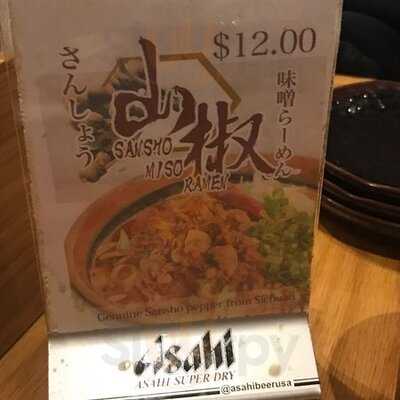 $12.00
さんしょう
山椒
味噌らーめん
SANSHO
MISO
RAMEN
Genuine Sansho pepper from Sichuan
Asahi
ASAHI SUPER DRY
@asahibeerusa